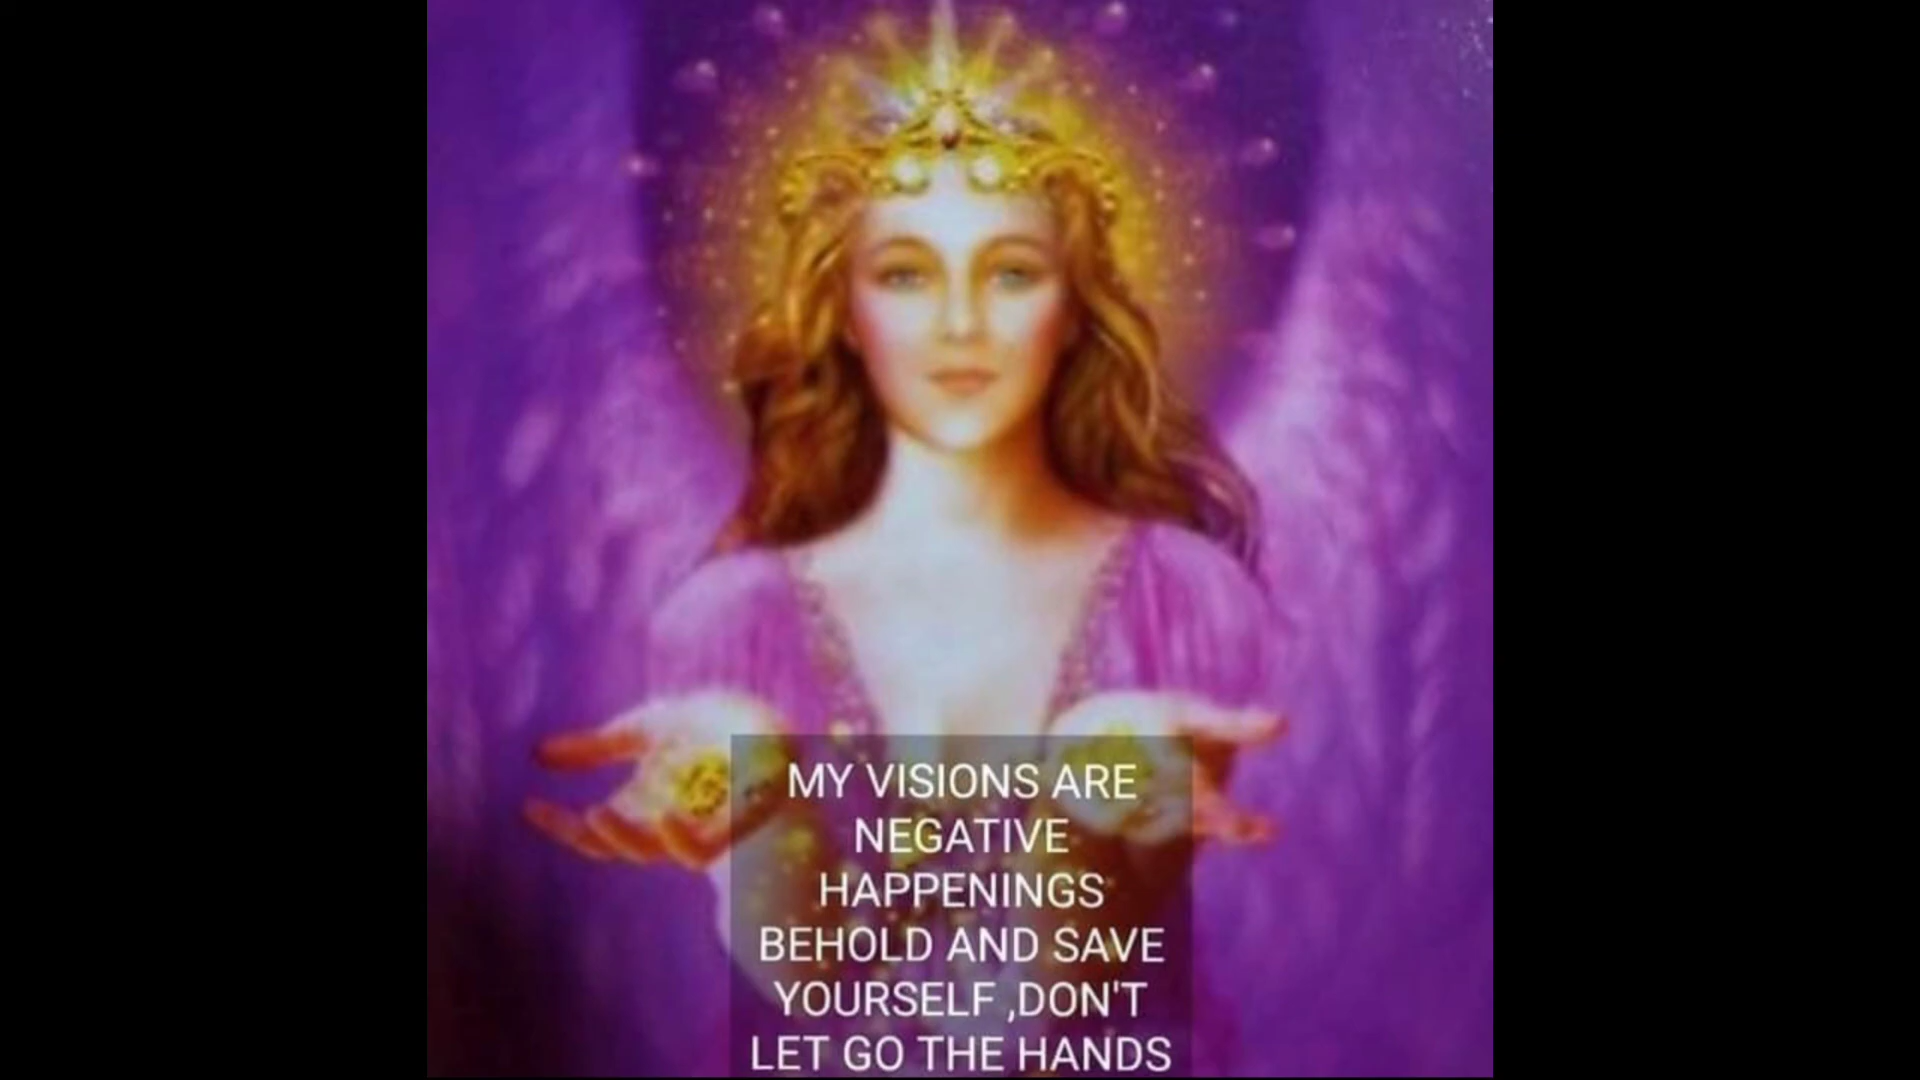 MY VISIONS ARE
NEGATIVE
HAPPENINGS
BEHOLD AND SAVE
YOURSELF ,DON'T
LET GO THE HANDS